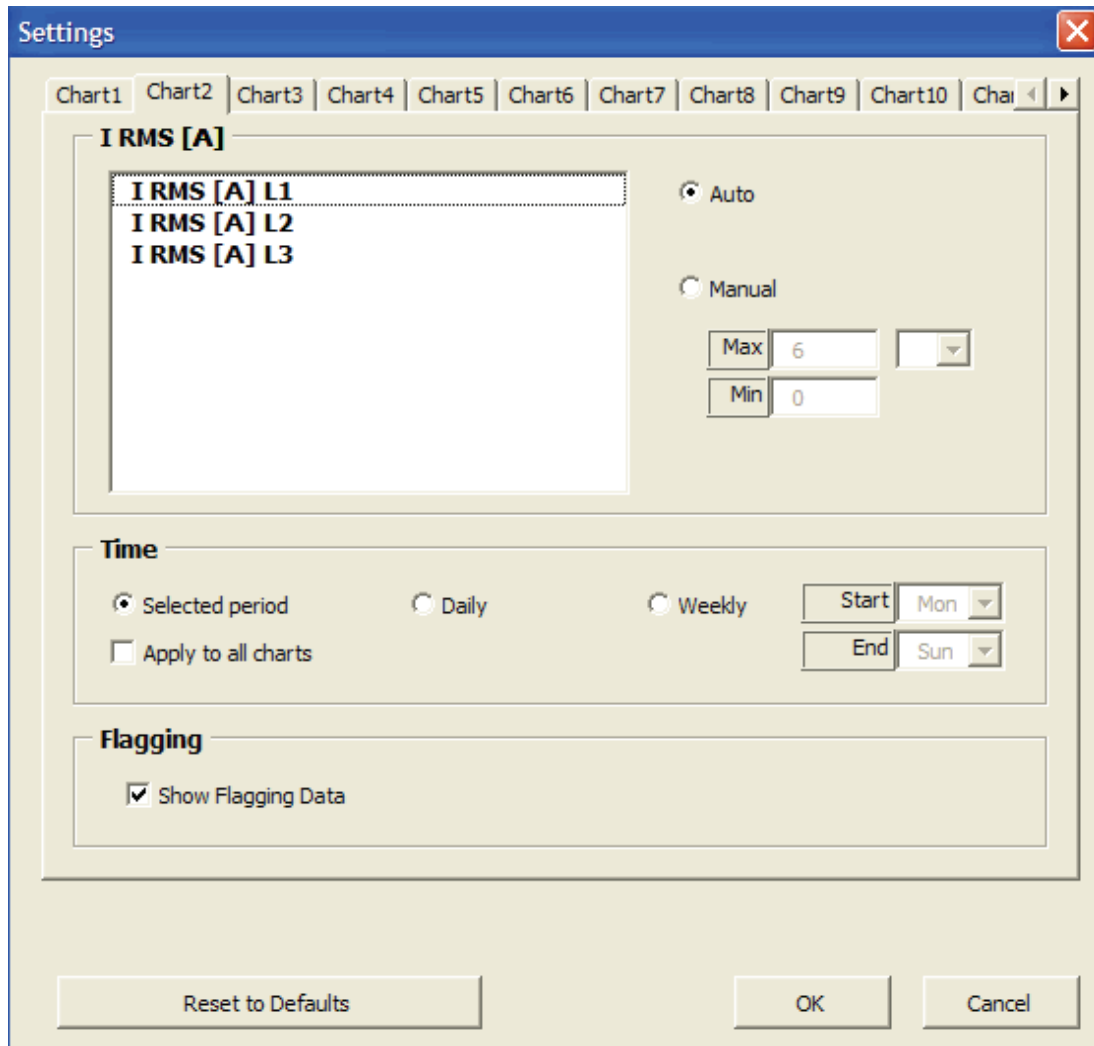 Settings
Chart1 Chart2 Chart3 Chart4 Chart5 Chart6 Chart7 Chart8 Chart9 Chart10
I RMS [A]
I RMS [A] L1
I RMS [A] L2
I RMS [A] L3
Auto
Manual
Max 6
Min 0
Time
Selected period Daily Weekly Start Mon
Apply to all charts End Sun
Flagging
Show Flagging Data
Reset to Defaults OK Cancel